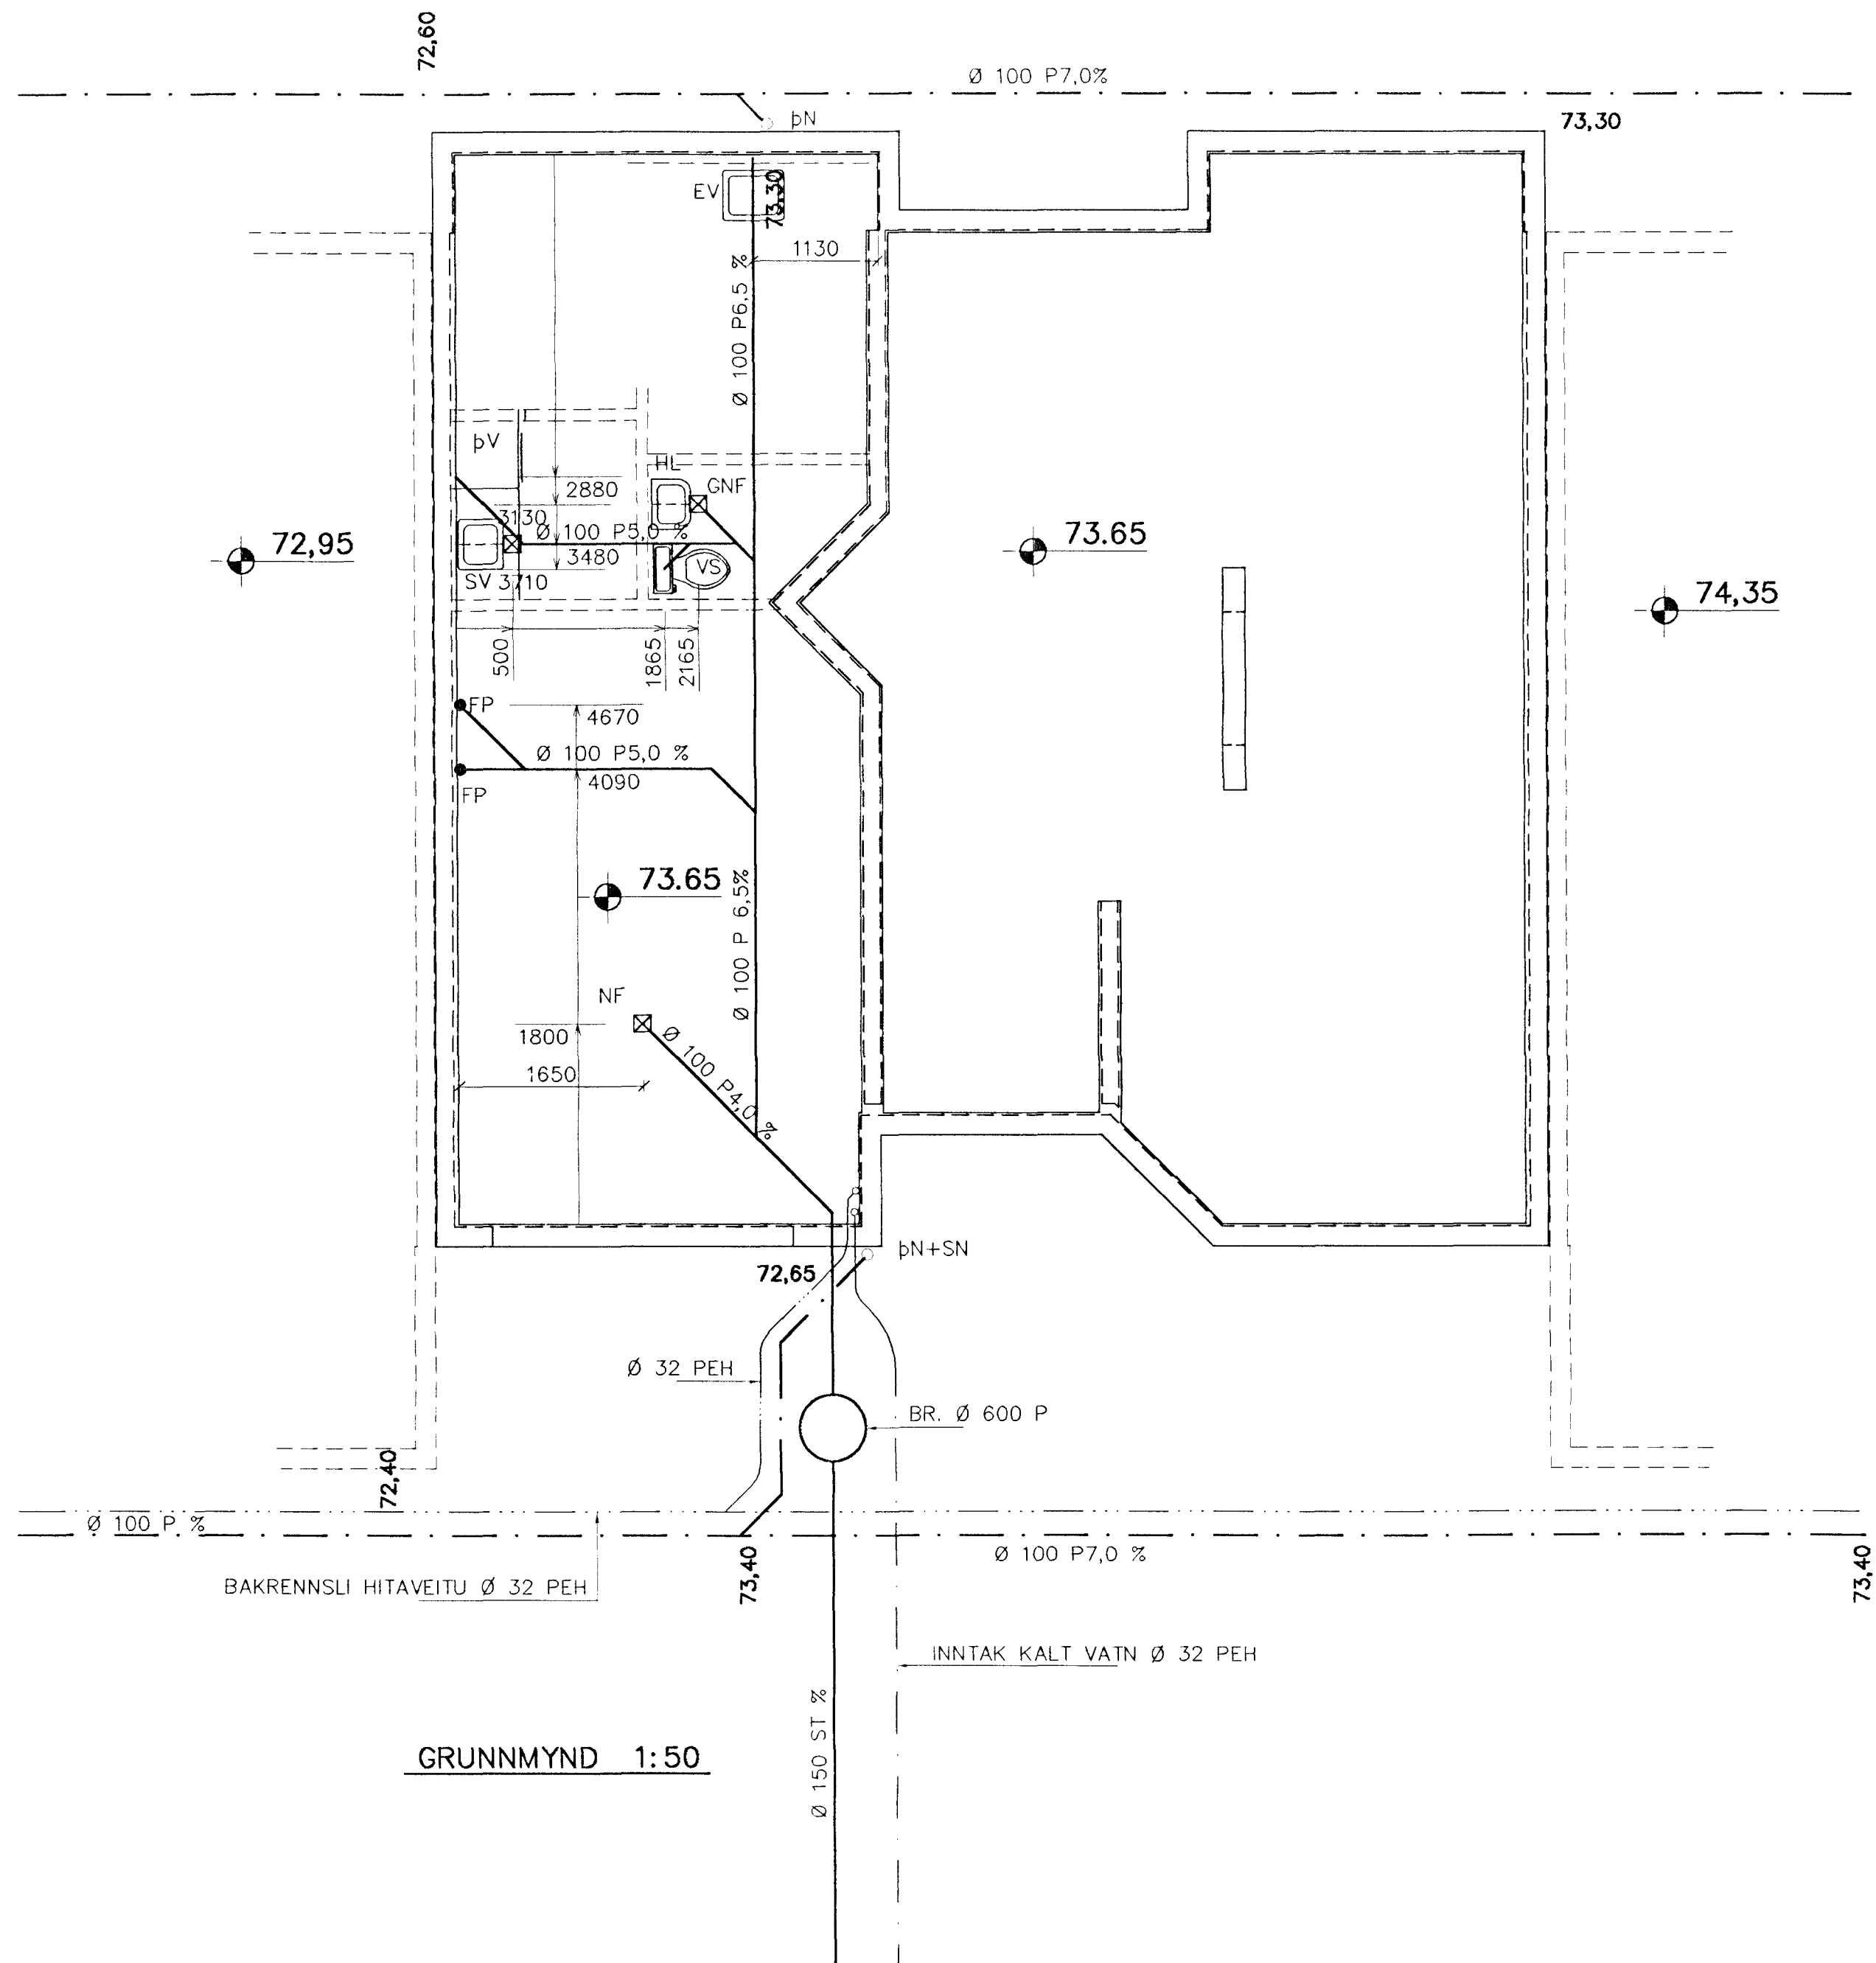 72,60
Ø 100 P7,0%
þN
73,30
EV
73,30
1130
Ø 100 P6,5 %
þV
HL
GNF
2880
3130
Ø 100 P5,0 %
3480
SV 3710
VS
72,95
73.65
74,35
500
1865
2165
FP
4670
Ø 100 P5,0 %
4090
FP
73.65
Ø 100 P 6,5%
NF
1800
Ø 100 P4,0 %
1650
þN+SN
72,65
Ø 32 PEH
BR. Ø 600 P
72,40
Ø 100 P %
Ø 100 P7,0 %
73,40
73,40
BAKRENNSLI HITAVEITU Ø 32 PEH
INNTAK KALT VATN Ø 32 PEH
Ø 150 ST %
GRUNNMYND 1:50